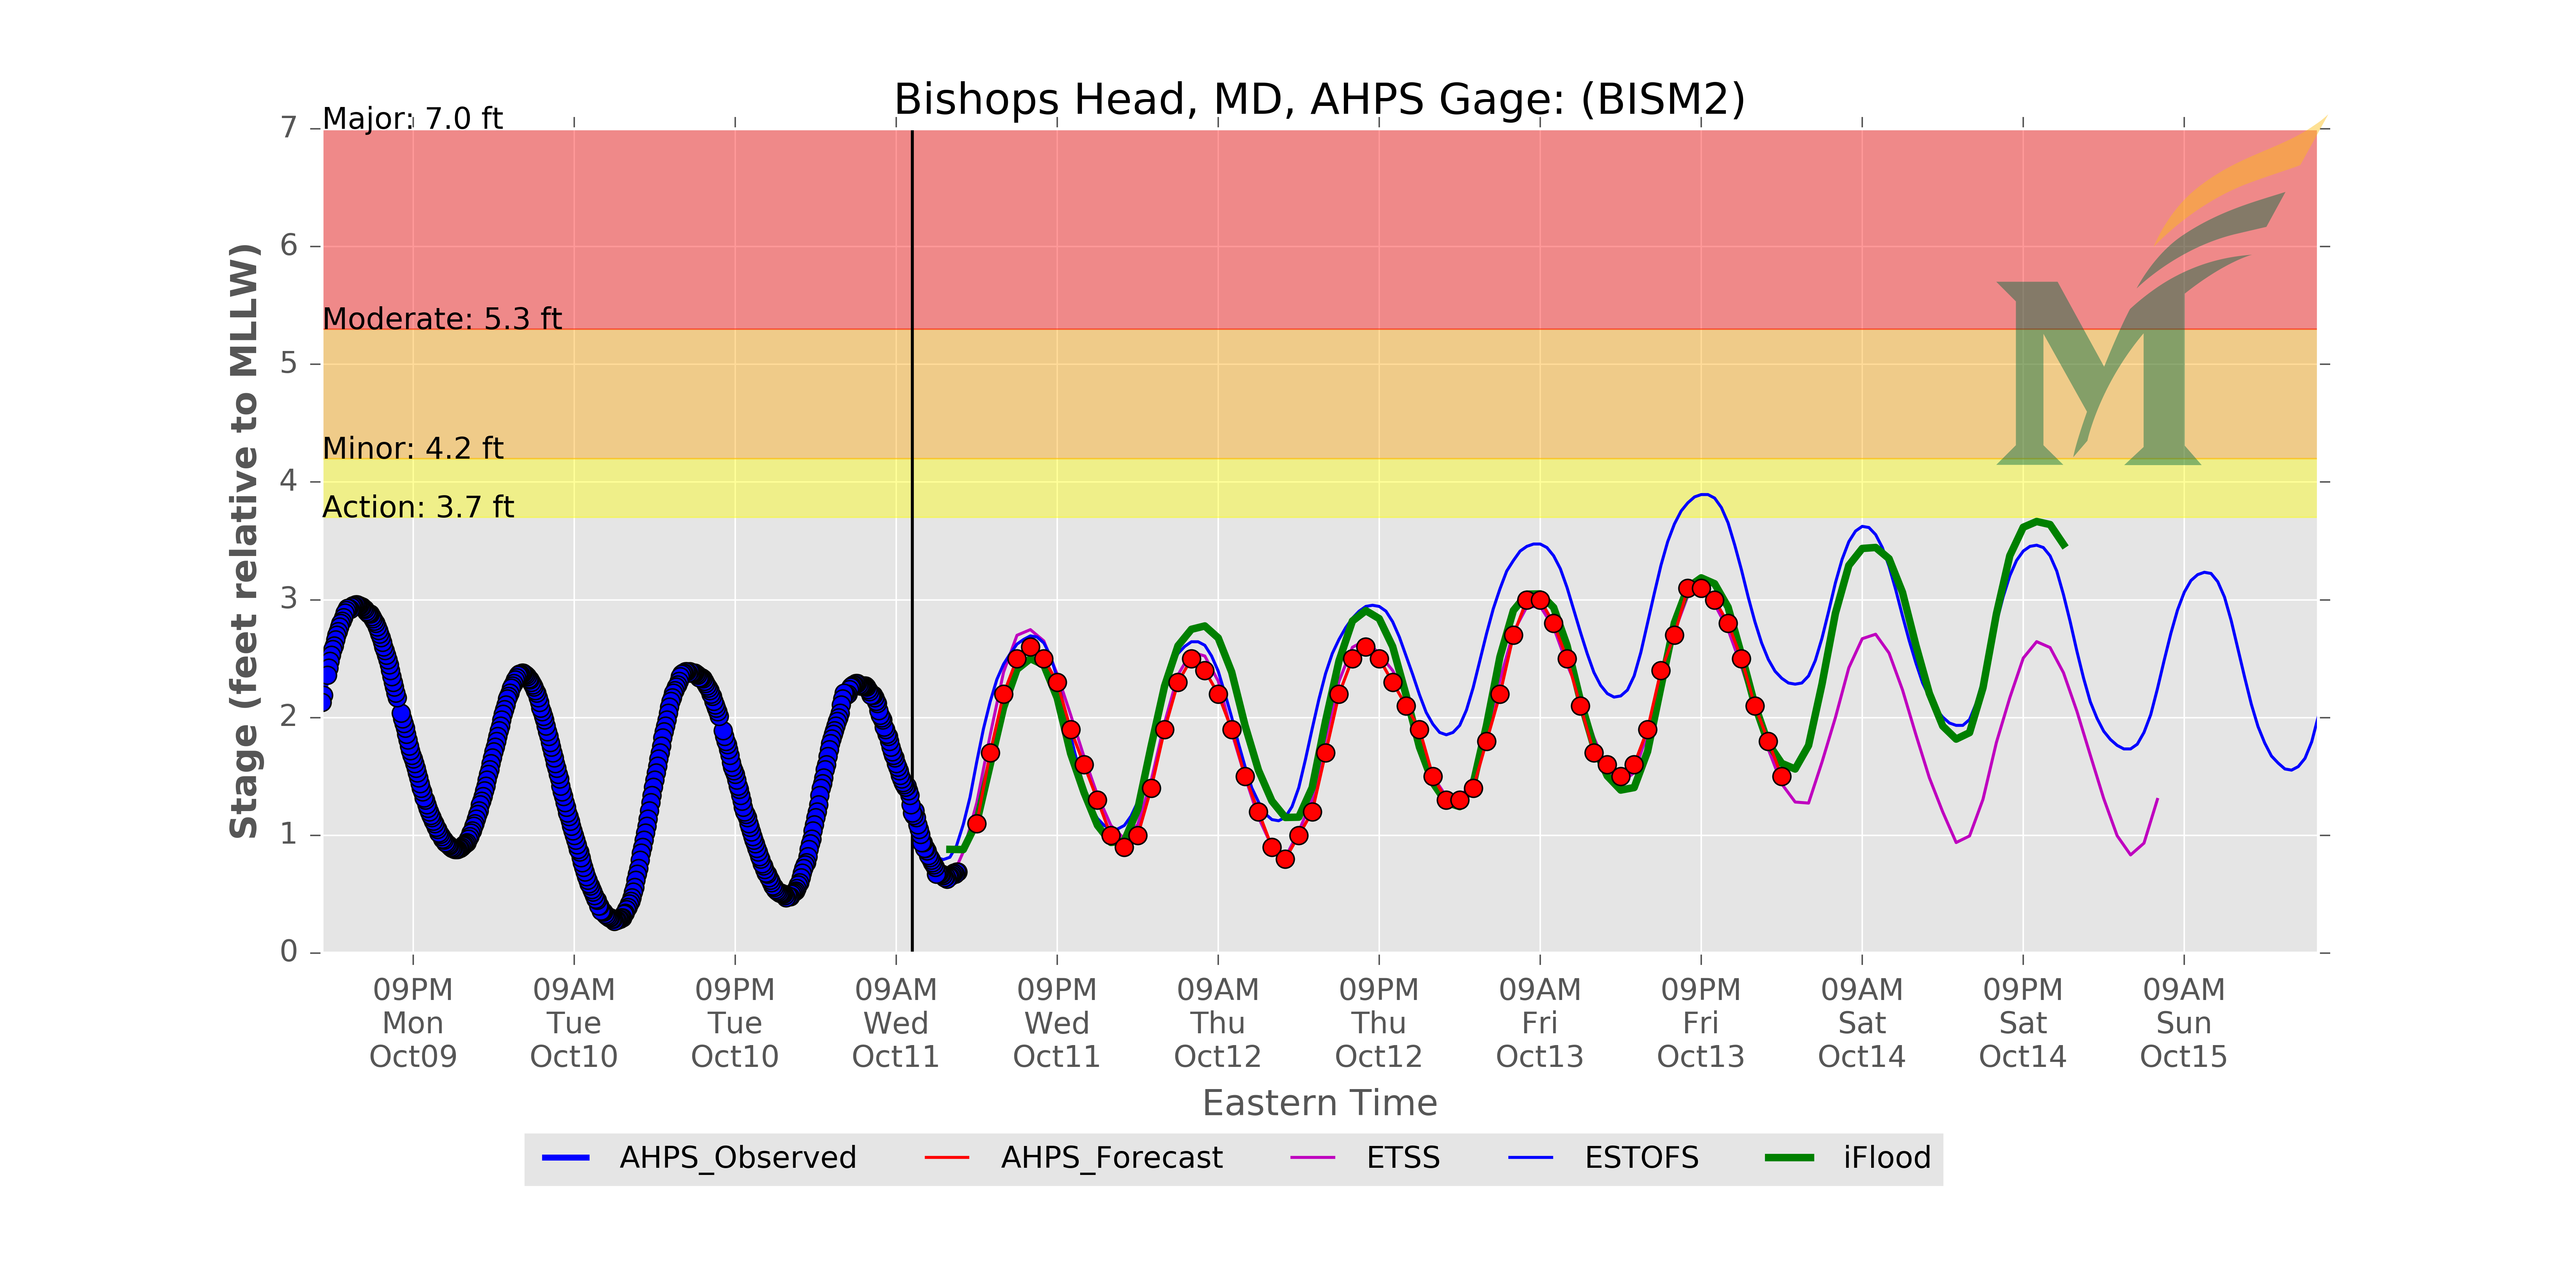 Bishops Head, MD, AHPS Gage: (BISM2)
Major: 7.0 ft
Moderate: 5.3 ft
Minor: 4.2 ft
Action: 3.7 ft
7
6
5
4
3
2
1
0
Stage (feet relative to MLLW)
09PM 09AM 09PM 09AM 09PM 09AM 09PM 09AM 09PM 09AM 09PM 09AM
Mon Tue Tue Wed Wed Thu Thu Fri Fri Sat Sat Sun
Oct09 Oct10 Oct10 Oct11 Oct11 Oct12 Oct12 Oct13 Oct13 Oct14 Oct14 Oct15
Eastern Time
AHPS_Observed AHPS_Forecast ETSS ESTOFS iFlood